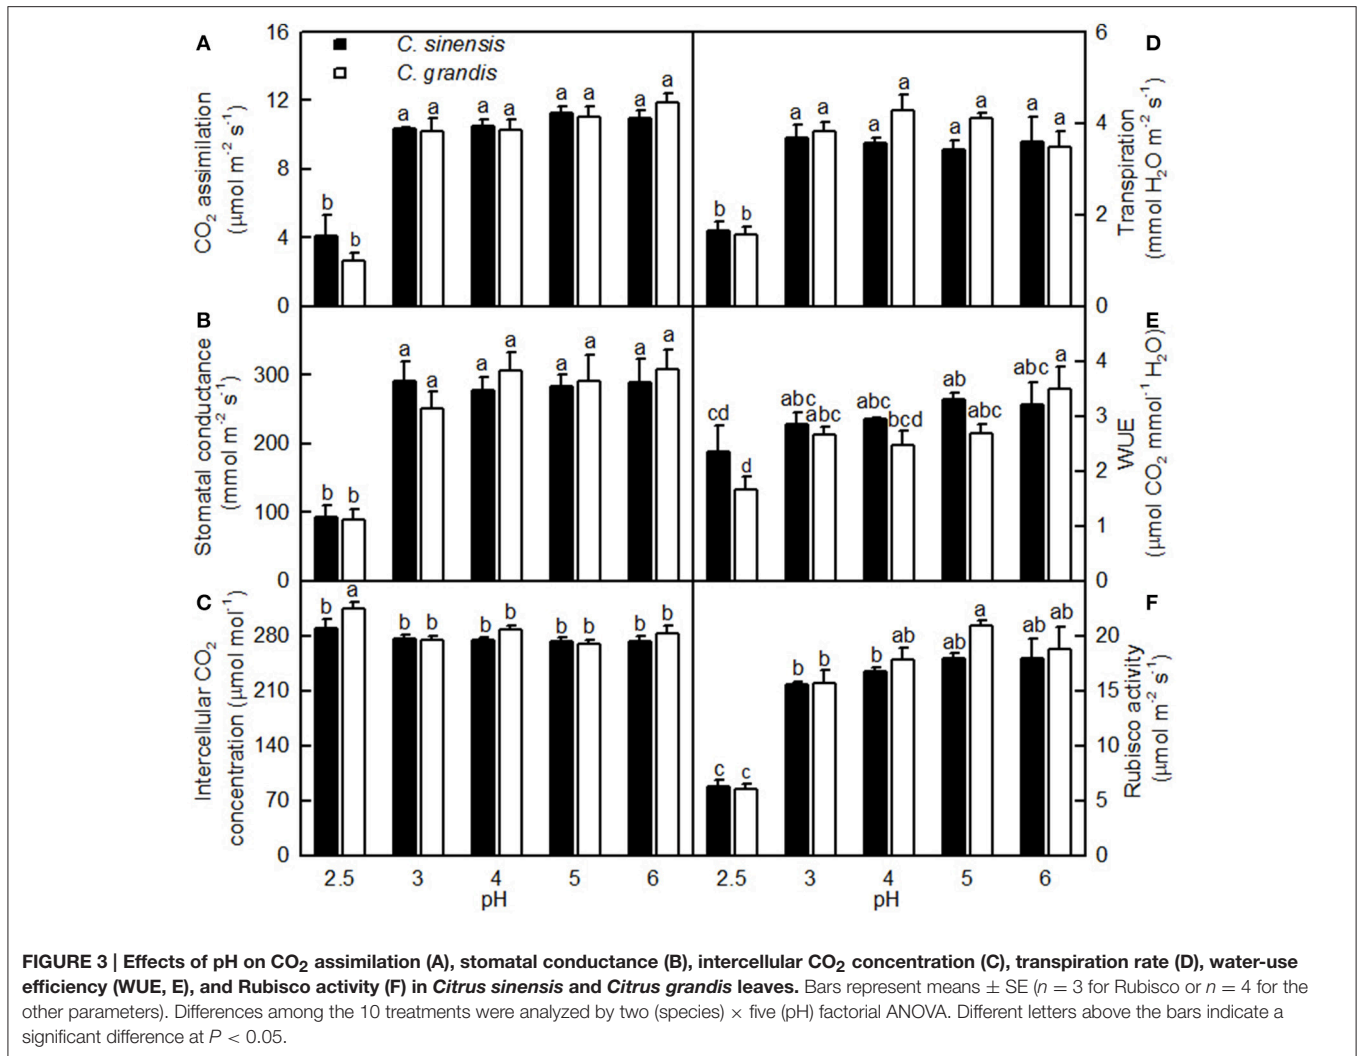 A
16
12
8
4
0
CO2 assimilation
(μmol m-2 s-1)
C. sinensis
C. grandis
b b a a a a a a a a
D
6
4
2
0
Transpiration
(mmol H2O m-2 s-1)
b b a a a a a a a a
B
300
200
100
0
Stomatal conductance
(mmol m-2 s-1)
b b a a a a a a a a
E
4
3
2
1
0
WUE
(μmol CO2 mmol-1 H2O)
cd d abc abc abc bcd ab abc abc a
C
280
210
140
70
0
Intercellular CO2
concentration (μmol mol-1)
b a b b b b b b b b
F
20
15
10
5
0
Rubisco activity
(μmol m-2 s-1)
c c b b b ab ab a ab ab
2.5 3 4 5 6
pH
2.5 3 4 5 6
pH
FIGURE 3 | Effects of pH on CO2 assimilation (A), stomatal conductance (B), intercellular CO2 concentration (C), transpiration rate (D), water-use
efficiency (WUE, E), and Rubisco activity (F) in Citrus sinensis and Citrus grandis leaves. Bars represent means ± SE (n = 3 for Rubisco or n = 4 for the
other parameters). Differences among the 10 treatments were analyzed by two (species) × five (pH) factorial ANOVA. Different letters above the bars indicate a
significant difference at P < 0.05.